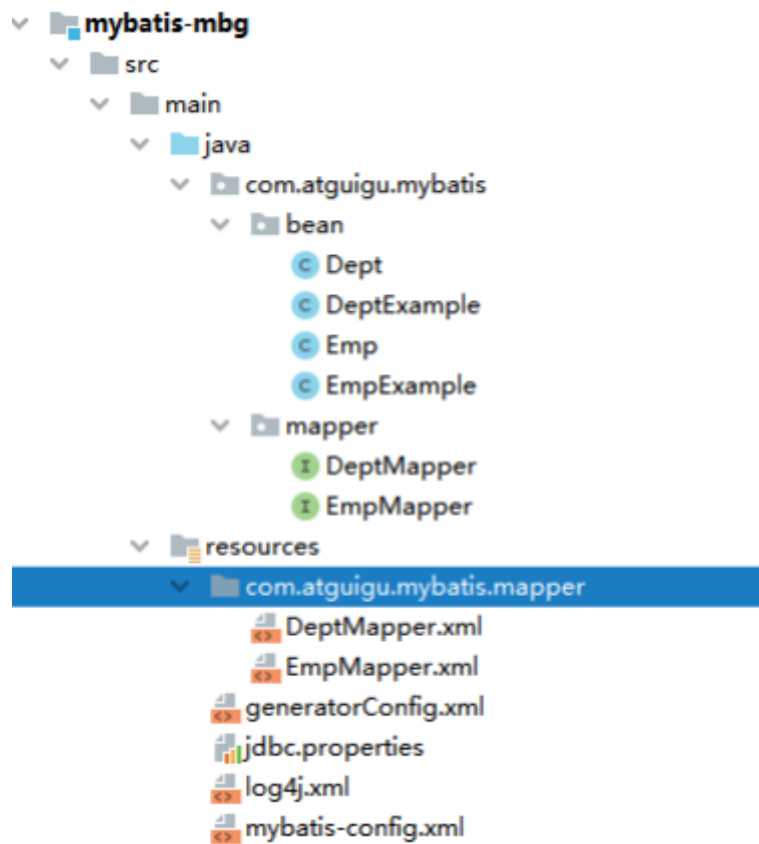 mybatis-mbg
src
main
java
com.atguigu.mybatis
bean
Dept
DeptExample
Emp
EmpExample
mapper
DeptMapper
EmpMapper
resources
com.atguigu.mybatis.mapper
DeptMapper.xml
EmpMapper.xml
generatorConfig.xml
jdbc.properties
log4j.xml
mybatis-config.xml